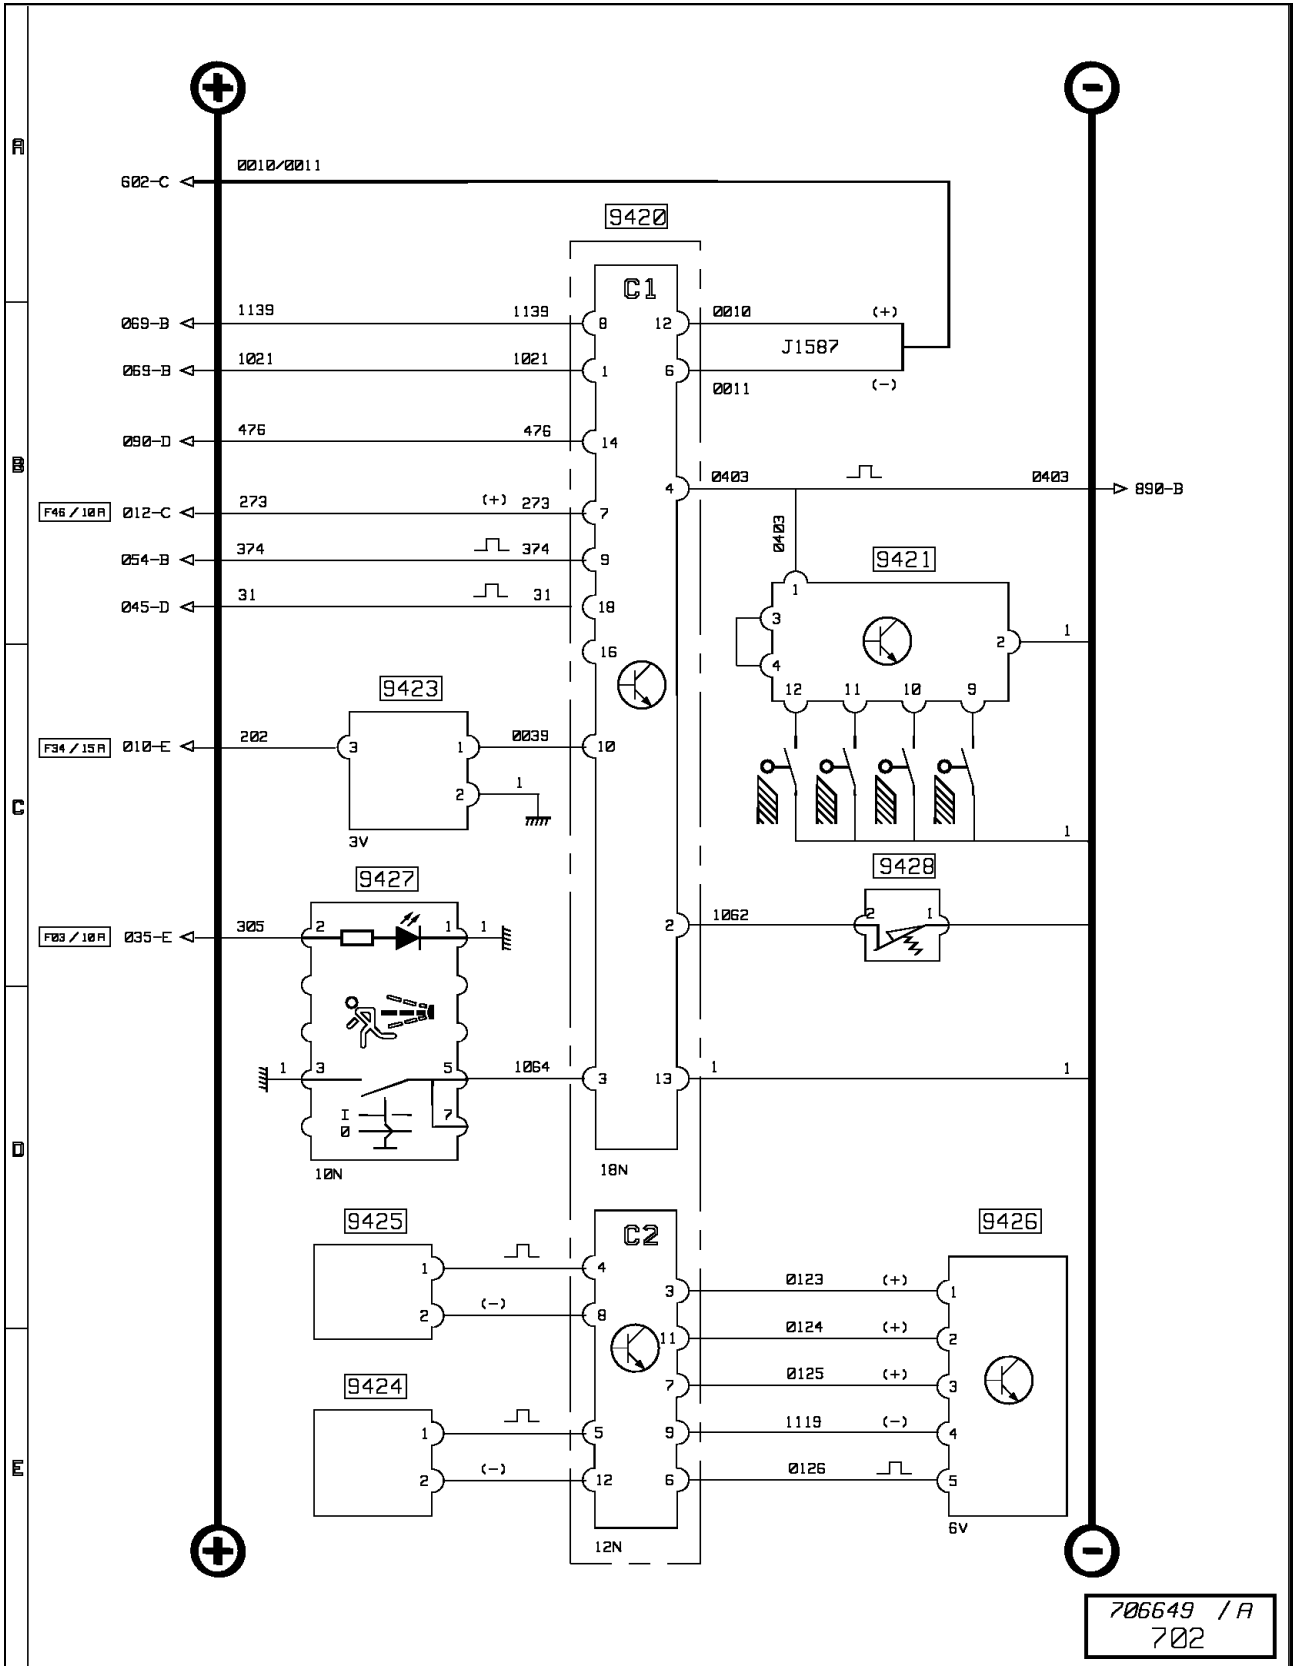 A
0010/0011
602-C
9420
C1
069-B 1139 1139 8 12 0010 (+)
J1587
069-B 1021 1021 1 6 0011 (-)
090-D 476 476 14
B
4 0403 0403 890-B
F46 / 10A 012-C 273 (+) 273 7
0403
054-B 374 374 9
9421
1
045-D 31 31 18
3
16
2 1
4
9423
12 11 10 9
F34 / 15A 010-E 202 3 1 0039 10
2 1
C
3V
1
9427
9428
F03 / 10A 035-E 305 2 1 1
2 1062 2 1
D
1 3 5 1064 3 13 1 1
I 7
0
10N
18N
9425
C2
9426
1 4
3 0123 (+) 1
2 (-) 8
11 0124 (+) 2
9424
7 0125 (+) 3
1 5
9 1119 (-) 4
E
2 (-) 12
6 0126 5
12N
6V
706649 / A
702